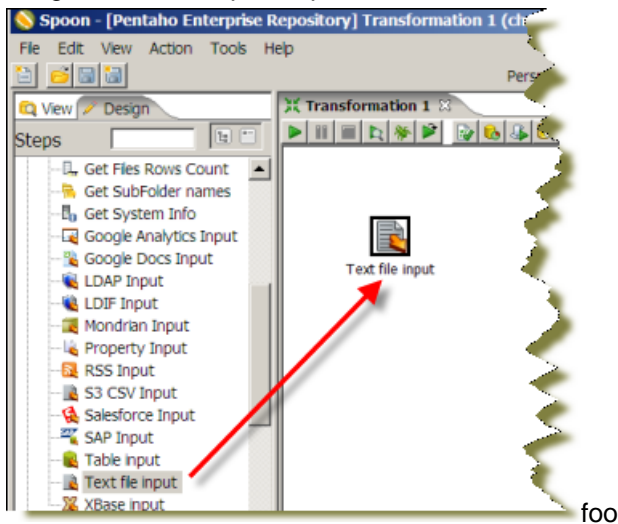 Spoon - [Pentaho Enterprise Repository] Transformation 1 (ch
File Edit View Action Tools Help
Pers
View Design
Transformation 1
Steps
Get Files Rows Count
Get SubFolder names
Get System Info
Google Analytics Input
Google Docs Input
LDAP Input
LDIF Input
Mondrian Input
Property Input
RSS Input
S3 CSV Input
Salesforce Input
SAP Input
Table input
Text file input
XBase input
Text file input
foo